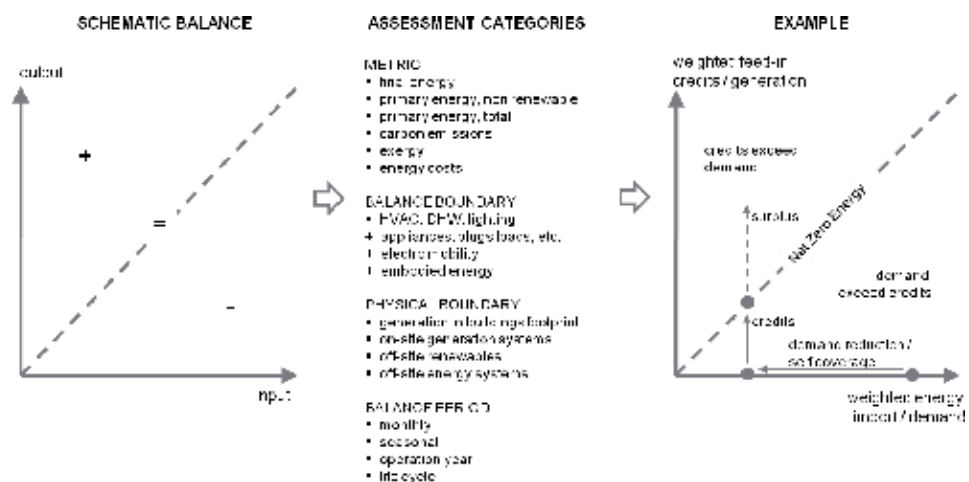 SCHEMATIC BALANCE
output
+
=
-
input
ASSESSMENT CATEGORIES
METRIC
• final energy
• primary energy, non renewable
• primary energy, total
• carbon emissions
• exergy
• energy costs
BALANCE BOUNDARY
• HVAC, DHW, lighting
+ appliances, plugs loads, etc.
+ electromobility
+ embodied energy
PHYSICAL BOUNDARY
• generation in buildings footprint
• on-site generation systems
• off-site renewables
• off-site energy systems
BALANCE PERIOD
• monthly
• seasonal
• operation year
• life cycle
EXAMPLE
weighted feed-in
credits / generation
credits exceed
demand
surplus
Net Zero Energy
demand
exceed credits
credits
demand reduction /
self coverage
weighted energy
import / demand